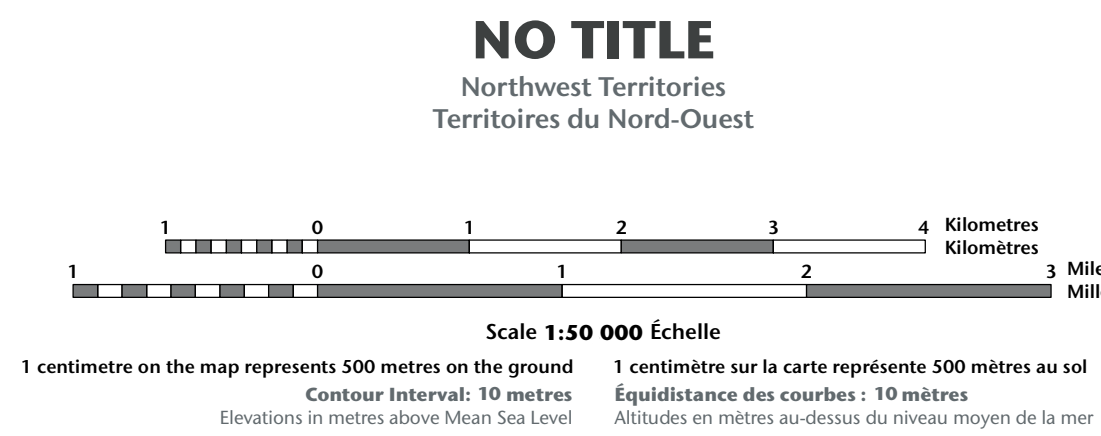 NO TITLE
Northwest Territories
Territoires du Nord-Ouest
1 0 1 2 3 4 Kilometres
Kilomètres
1 0 1 2 3
Scale 1:50 000 Échelle
1 centimetre on the map represents 500 metres on the ground
Contour Interval: 10 metres
Elevations in metres above Mean Sea Level
1 centimètre sur la carte représente 500 mètres au sol
Équidistance des courbes : 10 mètres
Altitudes en mètres au-dessus du niveau moyen de la mer